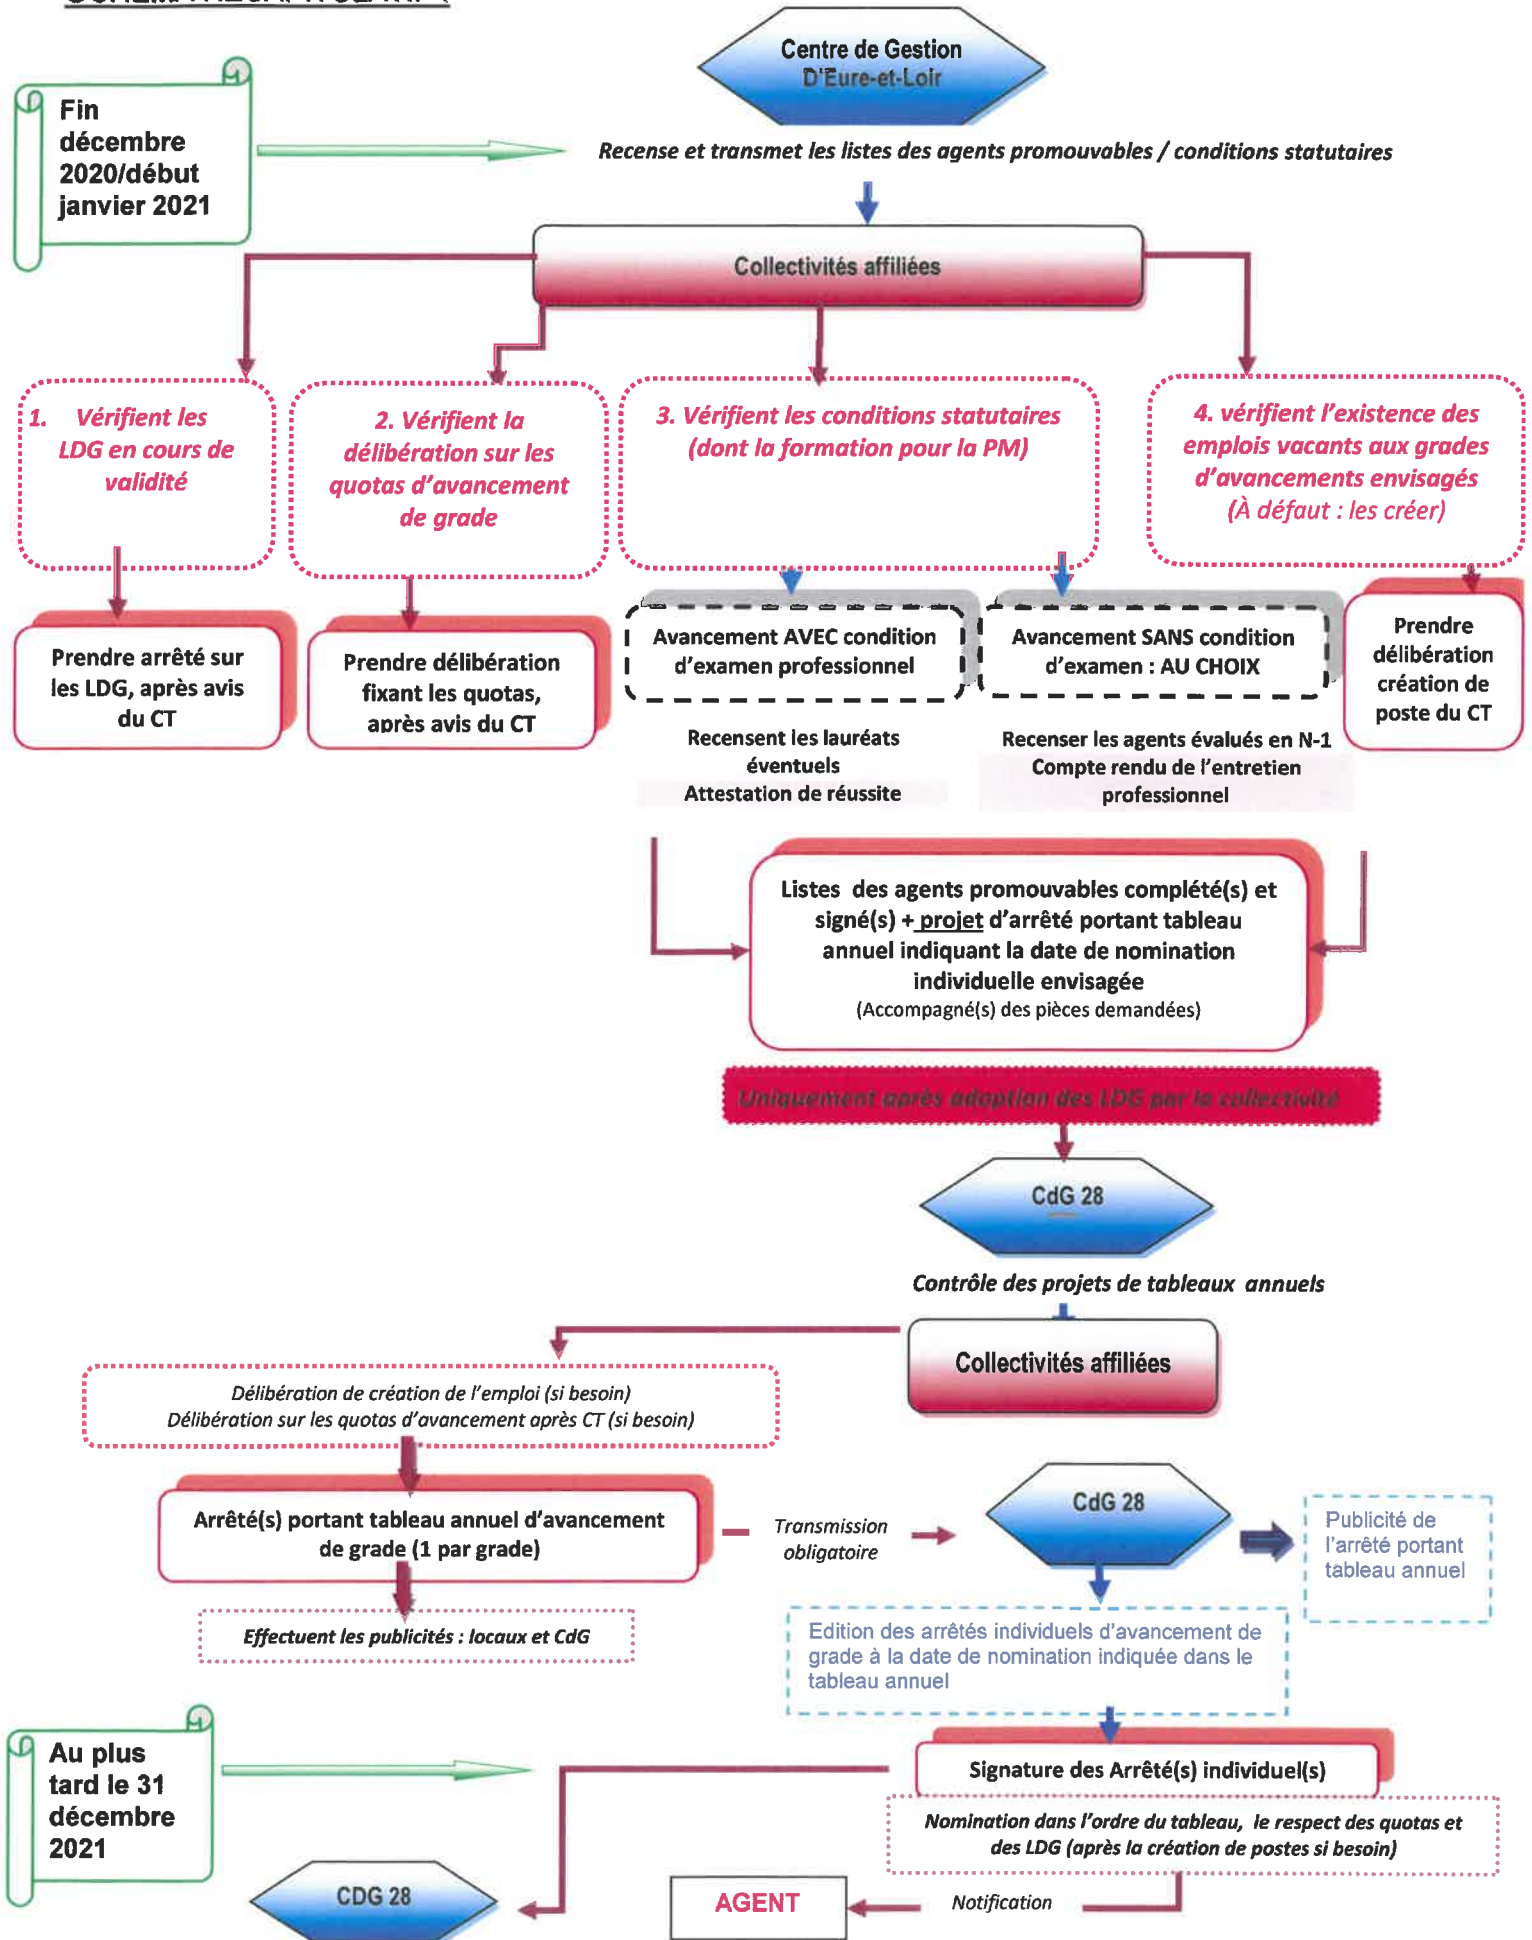 Centre de Gestion
D'Eure-et-Loir
Fin
décembre
2020/début
janvier 2021
Recense et transmet les listes des agents promouvables / conditions statutaires
Collectivités affiliées
1. Vérifient les
LDG en cours de
validité
2. Vérifient la
délibération sur les
quotas d'avancement
de grade
3. Vérifient les conditions statutaires
(dont la formation pour la PM)
4. vérifient l'existence des
emplois vacants aux grades
d'avancements envisagés
(À défaut : les créer)
Prendre arrêté sur
les LDG, après avis
du CT
Prendre délibération
fixant les quotas,
après avis du CT
Avancement AVEC condition
d'examen professionnel
Avancement SANS condition
d'examen : AU CHOIX
Prendre
délibération
création de
poste du CT
Recensent les lauréats
éventuels
Attestation de réussite
Recenser les agents évalués en N-1
Compte rendu de l'entretien
professionnel
Listes des agents promouvables complété(s) et
signé(s) + projet d'arrêté portant tableau
annuel indiquant la date de nomination
individuelle envisagée
(Accompagné(s) des pièces demandées)
Uniquement après adoption des LDG par la collectivité
CdG 28
Contrôle des projets de tableaux annuels
Collectivités affiliées
Délibération de création de l'emploi (si besoin)
Délibération sur les quotas d'avancement après CT (si besoin)
Arrêté(s) portant tableau annuel d'avancement
de grade (1 par grade)
Transmission
obligatoire
CdG 28
Publicité de
l'arrêté portant
tableau annuel
Effectuent les publicités : locaux et CdG
Edition des arrêtés individuels d'avancement de
grade à la date de nomination indiquée dans le
tableau annuel
Au plus
tard le 31
décembre
2021
Signature des Arrêté(s) individuel(s)
Nomination dans l'ordre du tableau, le respect des quotas et
des LDG (après la création de postes si besoin)
CDG 28
AGENT
Notification